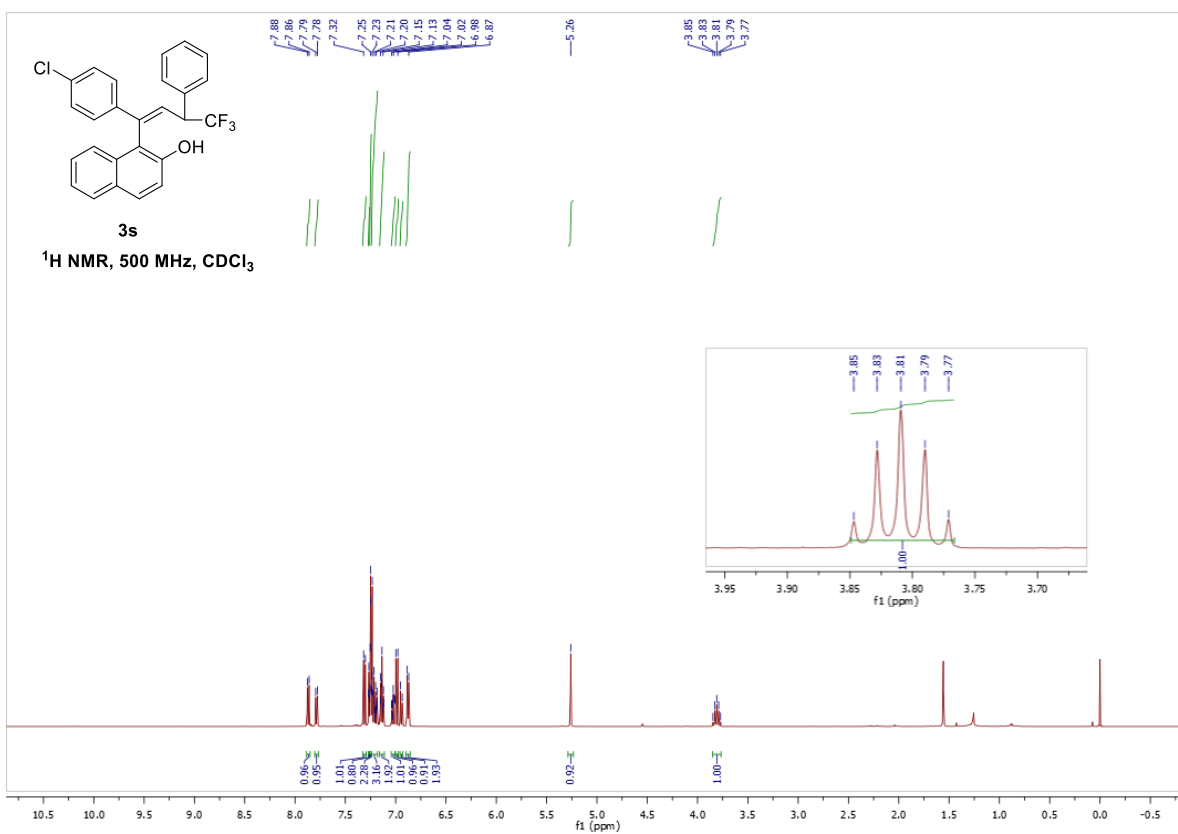 7.88 7.86 7.79 7.78 7.32 7.25 7.23 7.21 7.20 7.15 7.13 7.04 7.02 6.98 6.87
5.26
3.85 3.83 3.81 3.79 3.77
Cl
CF3
OH
3s
1H NMR, 500 MHz, CDCl3
3.85 3.83 3.81 3.79 3.77
1.00
3.95 3.90 3.85 3.80 3.75 3.70
f1 (ppm)
0.96 0.95 1.01 0.80 2.28 3.16 1.92 1.01 0.96 0.91 1.93 0.92 1.00
10.5 10.0 9.5 9.0 8.5 8.0 7.5 7.0 6.5 6.0 5.5 5.0 4.5 4.0 3.5 3.0 2.5 2.0 1.5 1.0 0.5 0.0 -0.5
f1 (ppm)